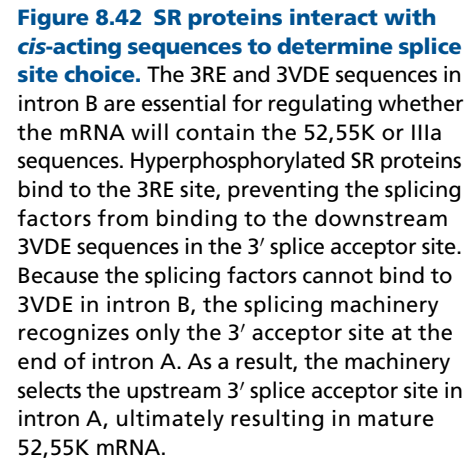 Figure 8.42 SR proteins interact with
cis-acting sequences to determine splice
site choice. The 3RE and 3VDE sequences in
intron B are essential for regulating whether
the mRNA will contain the 52,55K or IIIa
sequences. Hyperphosphorylated SR proteins
bind to the 3RE site, preventing the splicing
factors from binding to the downstream
3VDE sequences in the 3′ splice acceptor site.
Because the splicing factors cannot bind to
3VDE in intron B, the splicing machinery
recognizes only the 3′ acceptor site at the
end of intron A. As a result, the machinery
selects the upstream 3′ splice acceptor site in
intron A, ultimately resulting in mature
52,55K mRNA.